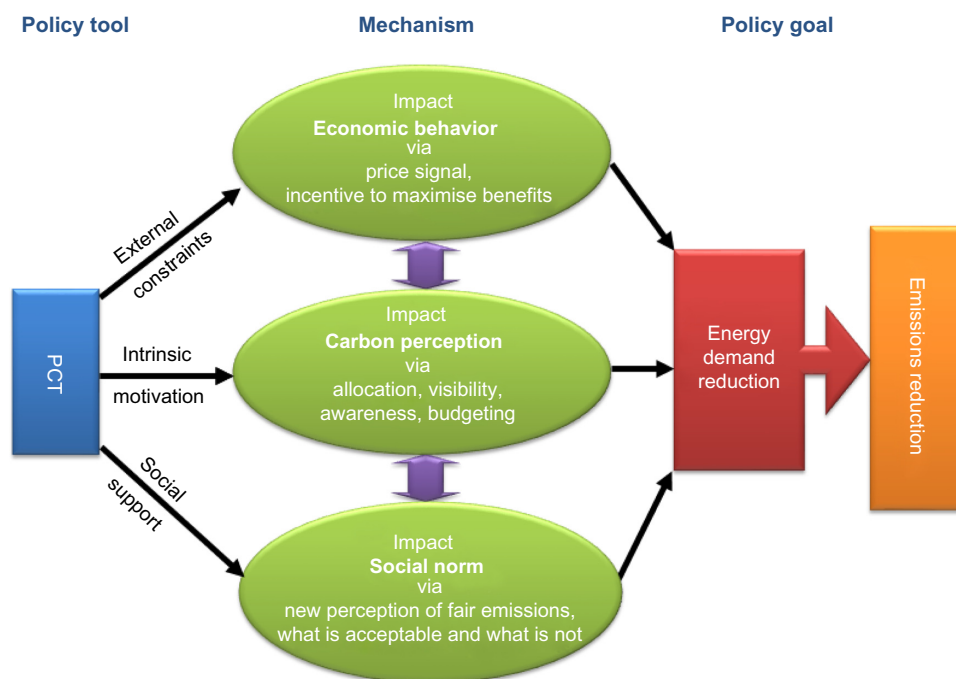 Policy tool
Mechanism
Policy goal
Impact
Economic behavior
via
price signal,
incentive to maximise benefits
External
constraints
PCT
Intrinsic
motivation
Impact
Carbon perception
via
allocation, visibility,
awareness, budgeting
Energy
demand
reduction
Emissions reduction
Social
support
Impact
Social norm
via
new perception of fair emissions,
what is acceptable and what is not